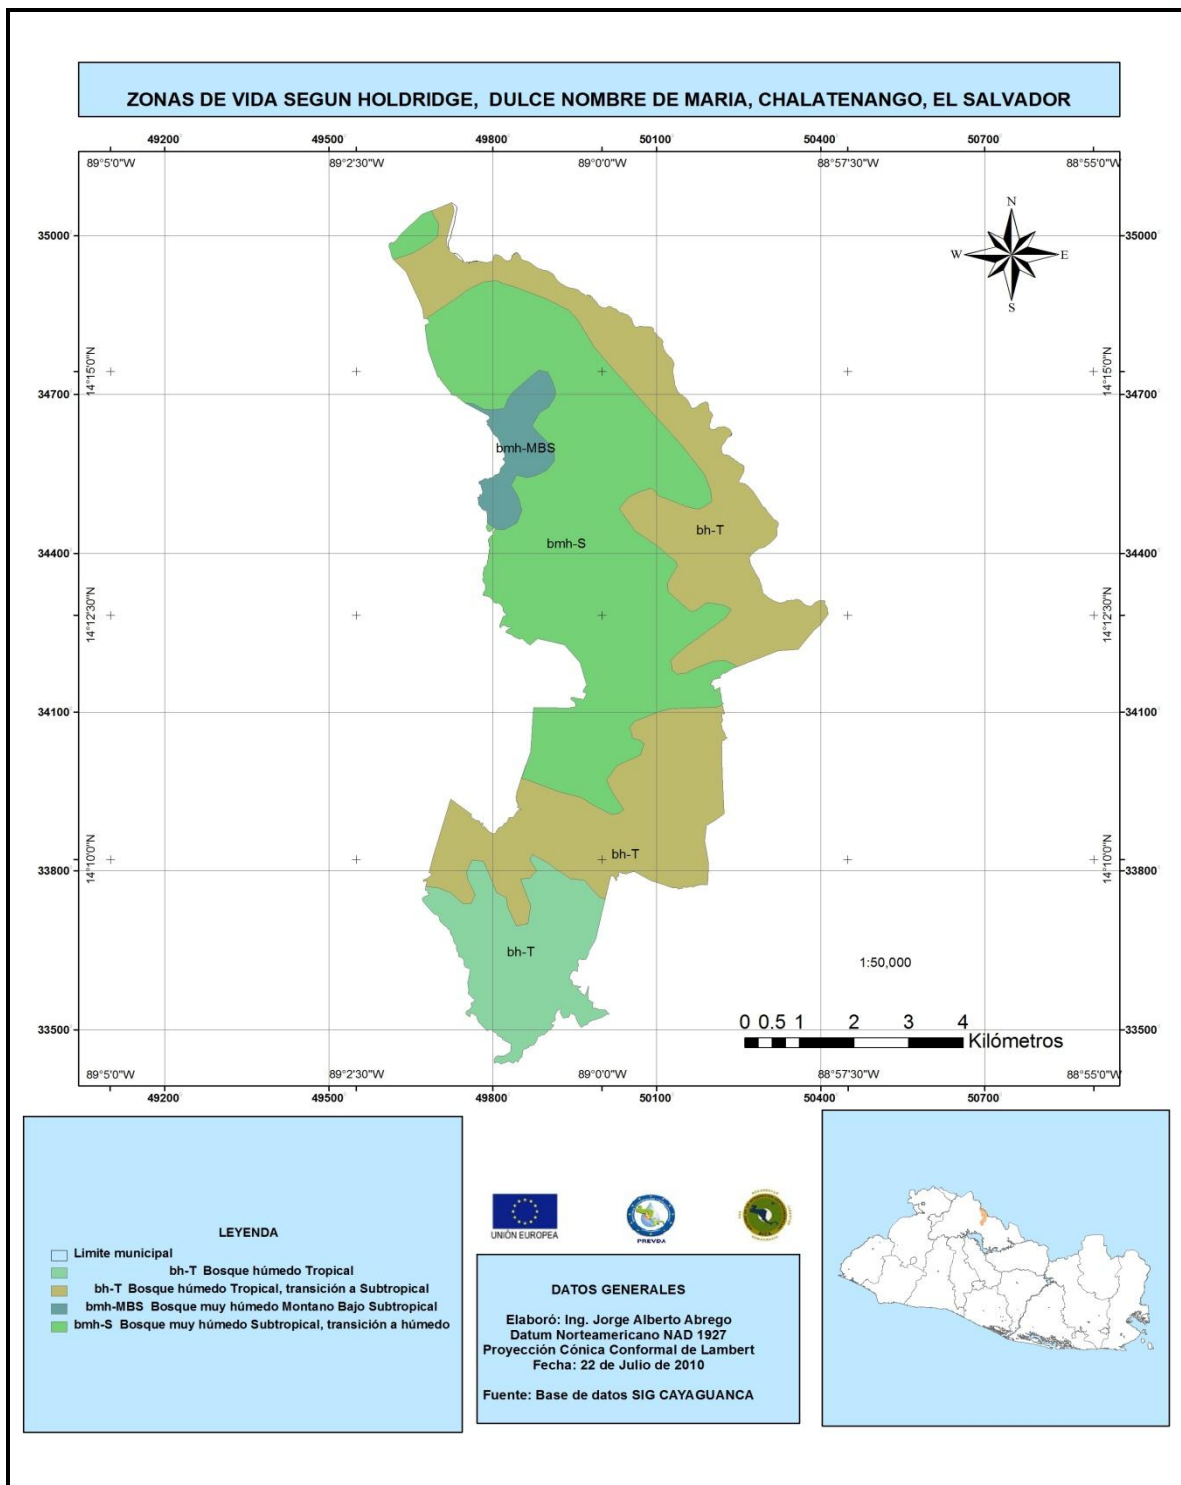 ZONAS DE VIDA SEGUN HOLDRIDGE, DULCE NOMBRE DE MARIA, CHALATENANGO, EL SALVADOR
49200 49500 49800 50100 50400 50700
89°5'0"W 89°2'30"W 89°0'0"W 88°57'30"W 88°55'0"W
N
W E
S
35000 35000
14°15'0"N 14°15'0"N
34700 34700
bmh-MBS
bh-T
bmh-S
34400 34400
14°12'30"N 14°12'30"N
34100 34100
bh-T
14°10'0"N 14°10'0"N
33800 33800
bh-T
1:50,000
33500 33500
0 0.5 1 2 3 4
Kilómetros
89°5'0"W 89°2'30"W 89°0'0"W 88°57'30"W 88°55'0"W
49200 49500 49800 50100 50400 50700
LEYENDA
Limite municipal
bh-T Bosque húmedo Tropical
bh-T Bosque húmedo Tropical, transición a Subtropical
bmh-MBS Bosque muy húmedo Montano Bajo Subtropical
bmh-S Bosque muy húmedo Subtropical, transición a húmedo
UNIÓN EUROPEA
PREVDA
DATOS GENERALES
Elaboró: Ing. Jorge Alberto Abrego
Datum Norteamericano NAD 1927
Proyección Cónica Conformal de Lambert
Fecha: 22 de Julio de 2010
Fuente: Base de datos SIG CAYAGUANCA